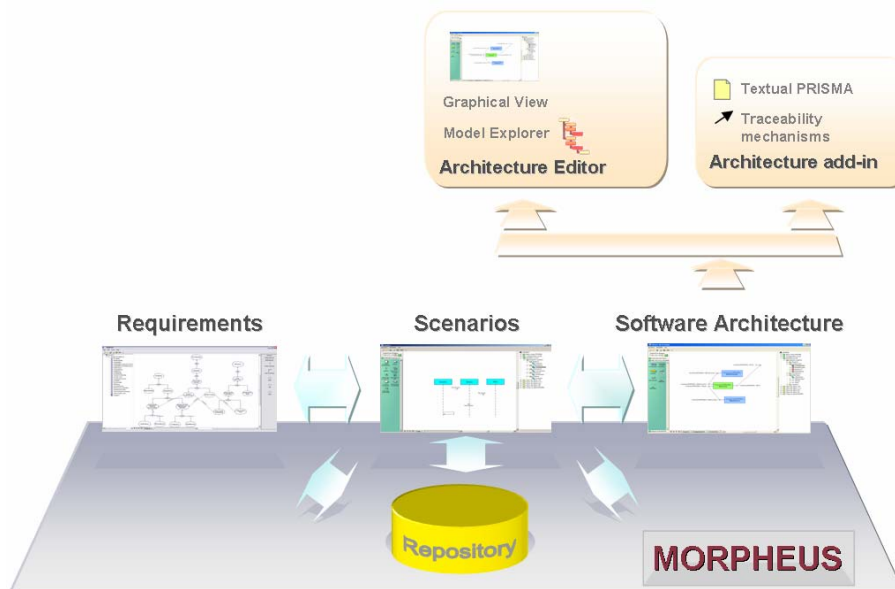 Graphical View
Model Explorer
Architecture Editor
Textual PRISMA
Traceability
mechanisms
Architecture add-in
Requirements
Scenarios
Software Architecture
Repository
MORPHEUS